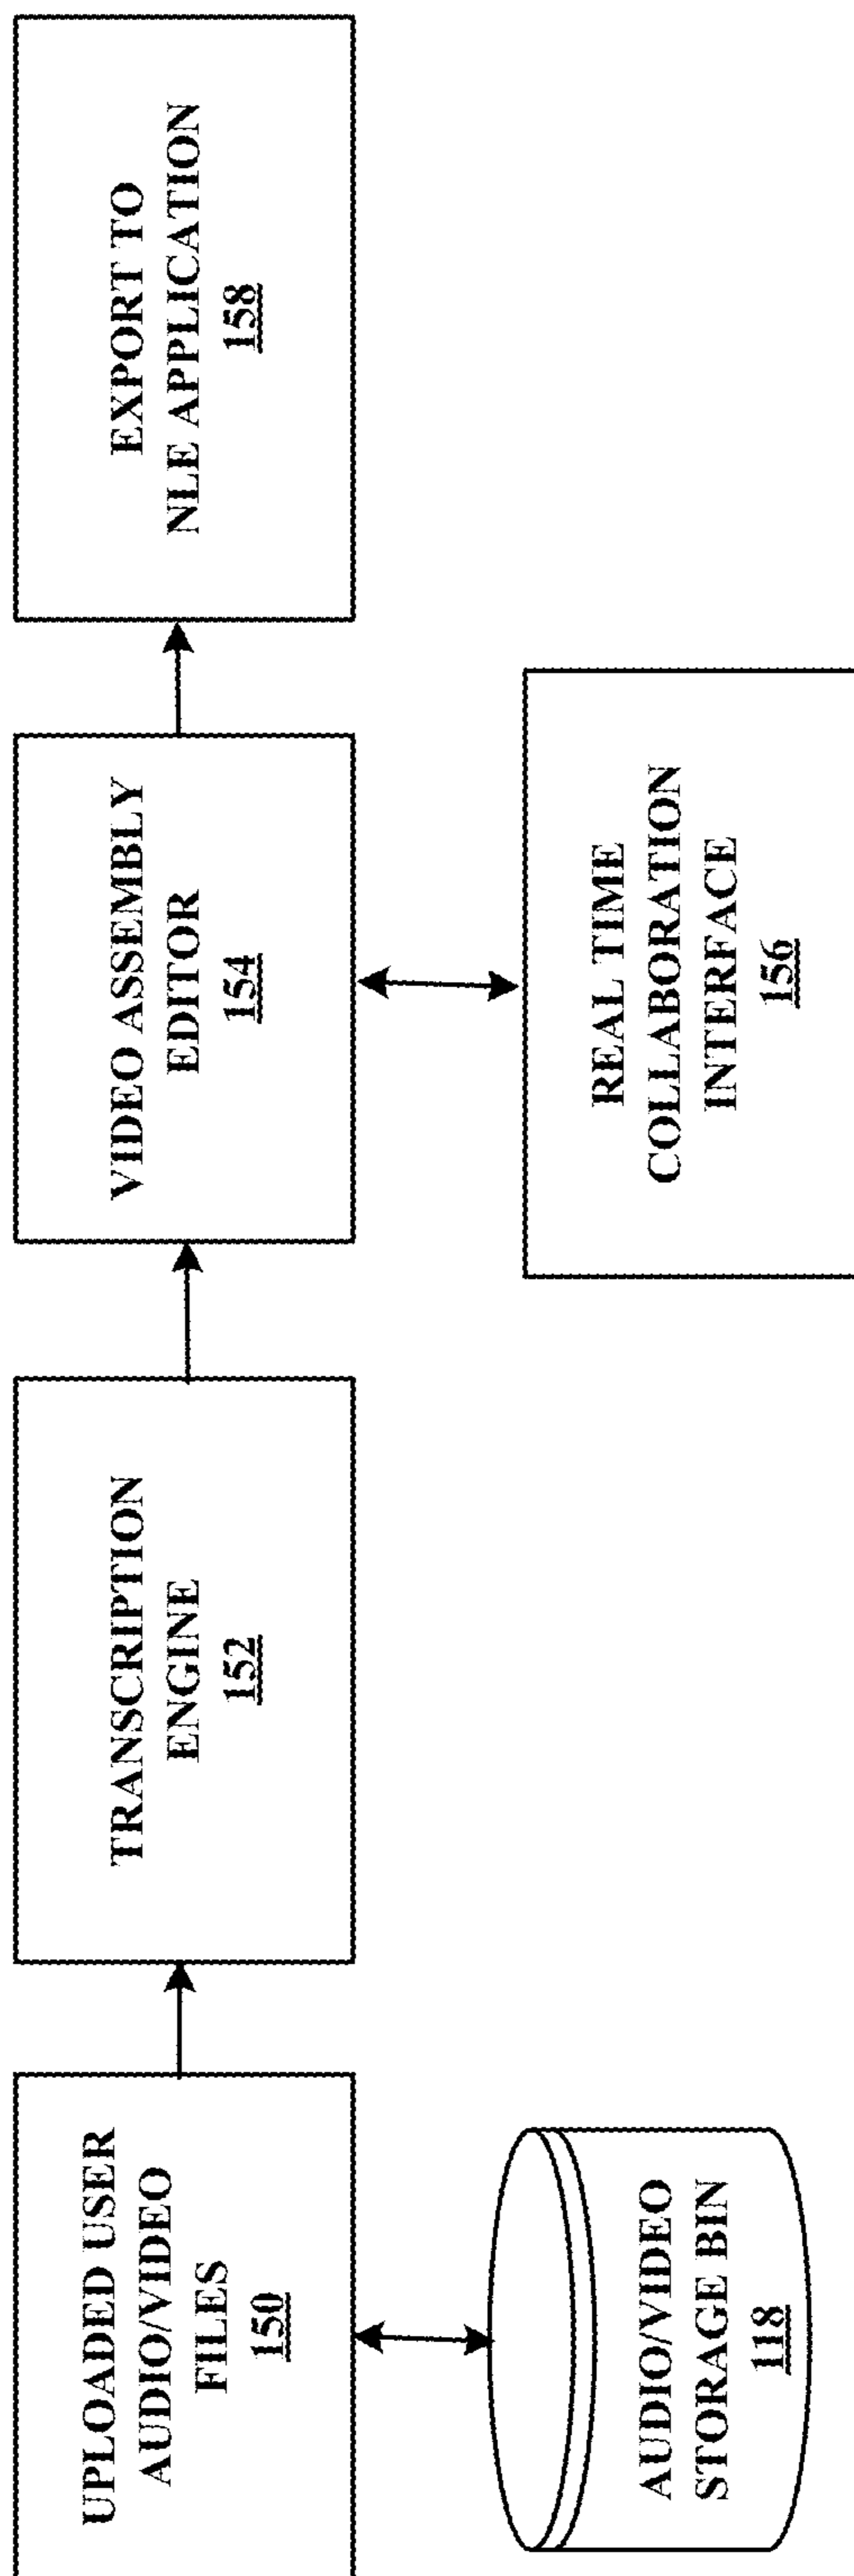 UPLOADED USER
AUDIO/VIDEO
FILES
150
TRANSCRIPTION
ENGINE
152
VIDEO ASSEMBLY
EDITOR
154
EXPORT TO
NLE APPLICATION
158
AUDIO/VIDEO
STORAGE BIN
118
REAL TIME
COLLABORATION
INTERFACE
156